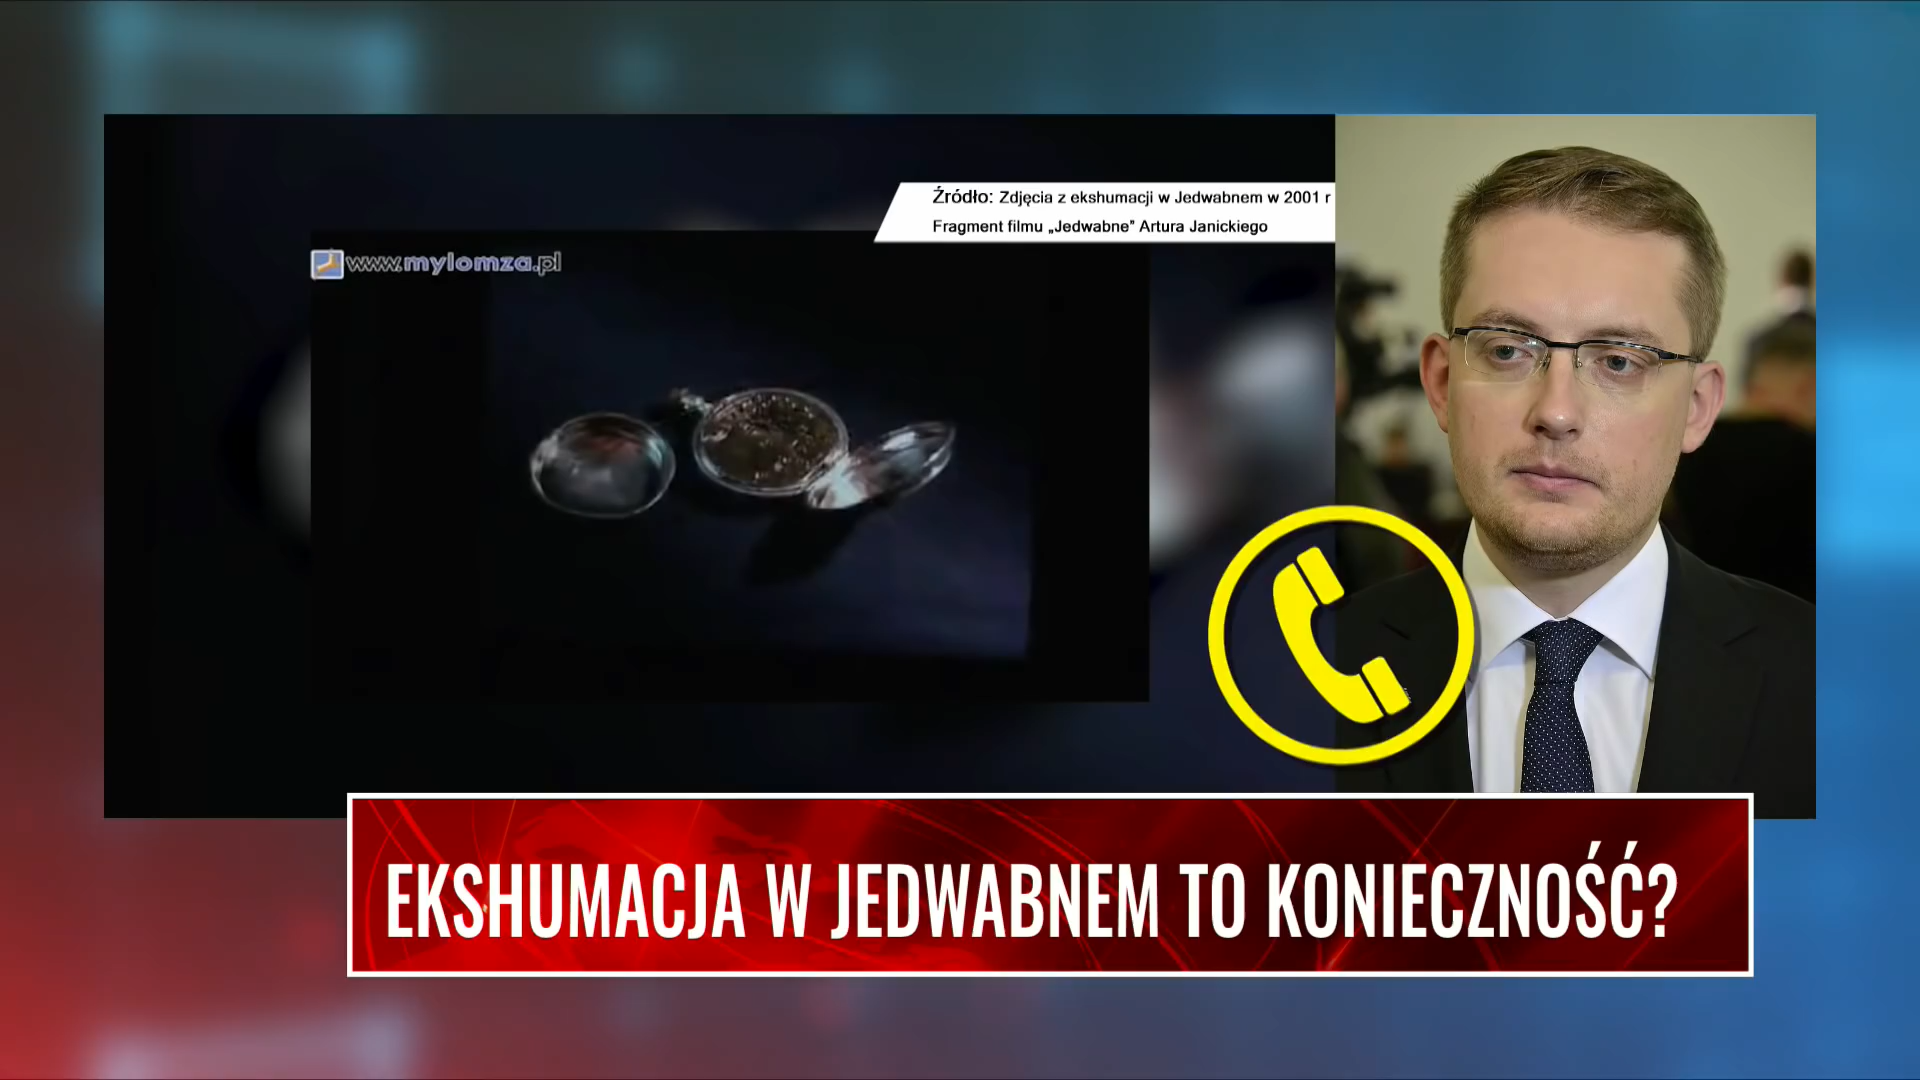 Źródło: Zdjęcia z ekshumacji w Jedwabnem w 2001 r
Fragment filmu „Jedwabne” Artura Janickiego
www.mylomza.pl
EKSHUMACJA W JEDWABNEM TO KONIECZNOŚĆ?